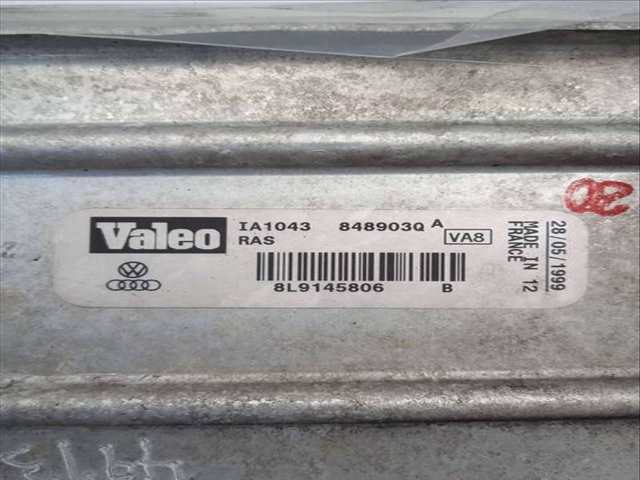 Valeo
IA1043 848903Q A
RAS VA8
8L9145806 B
28/05/1999
MADE IN 12
FRANCE